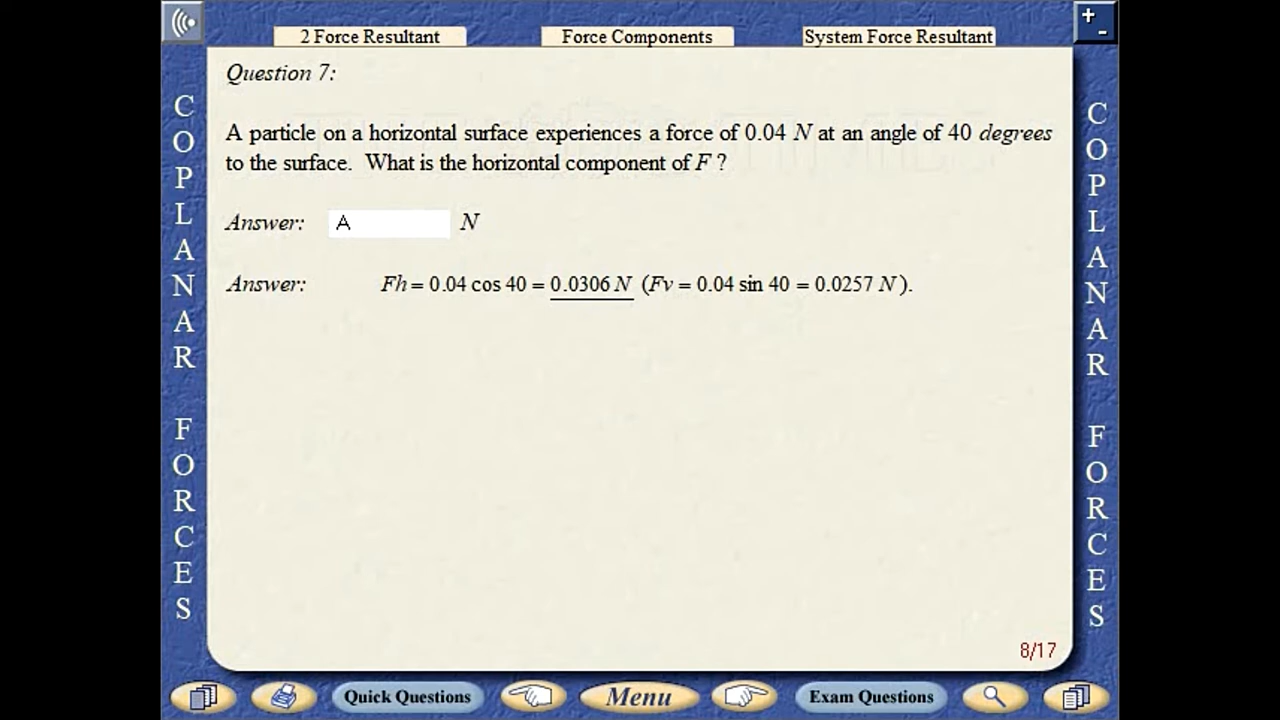 2 Force Resultant
Force Components
System Force Resultant
+
-
Question 7:
A particle on a horizontal surface experiences a force of 0.04 N at an angle of 40 degrees
to the surface. What is the horizontal component of F ?
Answer: A N
Answer: Fh = 0.04 cos 40 = 0.0306 N (Fv = 0.04 sin 40 = 0.0257 N ).
COPLANAR FORCES
COPLANAR FORCES
8/17
Quick Questions
Menu
Exam Questions